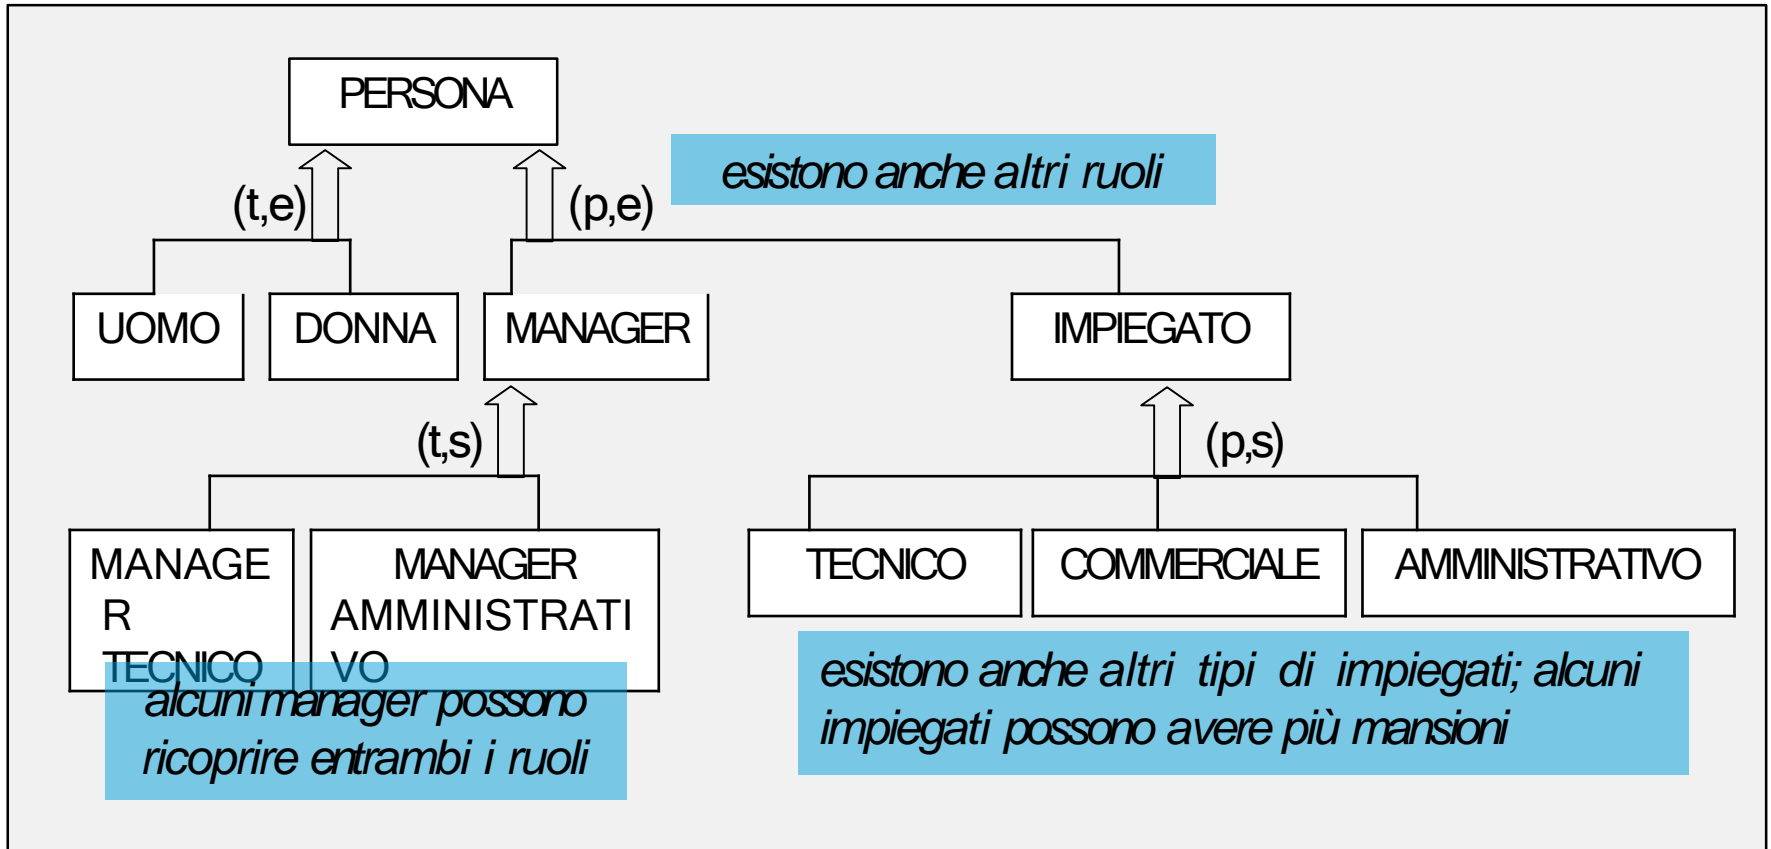 PERSONA
esistono anche altri ruoli
(t,e)
(p,e)
UOMO
DONNA
MANAGER
IMPIEGATO
(t,s)
(p,s)
MANAGE
R
TECNICO
MANAGER
AMMINISTRATI
VO
TECNICO
COMMERCIALE
AMMINISTRATIVO
alcuni manager possono
ricoprire entrambi i ruoli
esistono anche altri tipi di impiegati; alcuni
impiegati possono avere più mansioni